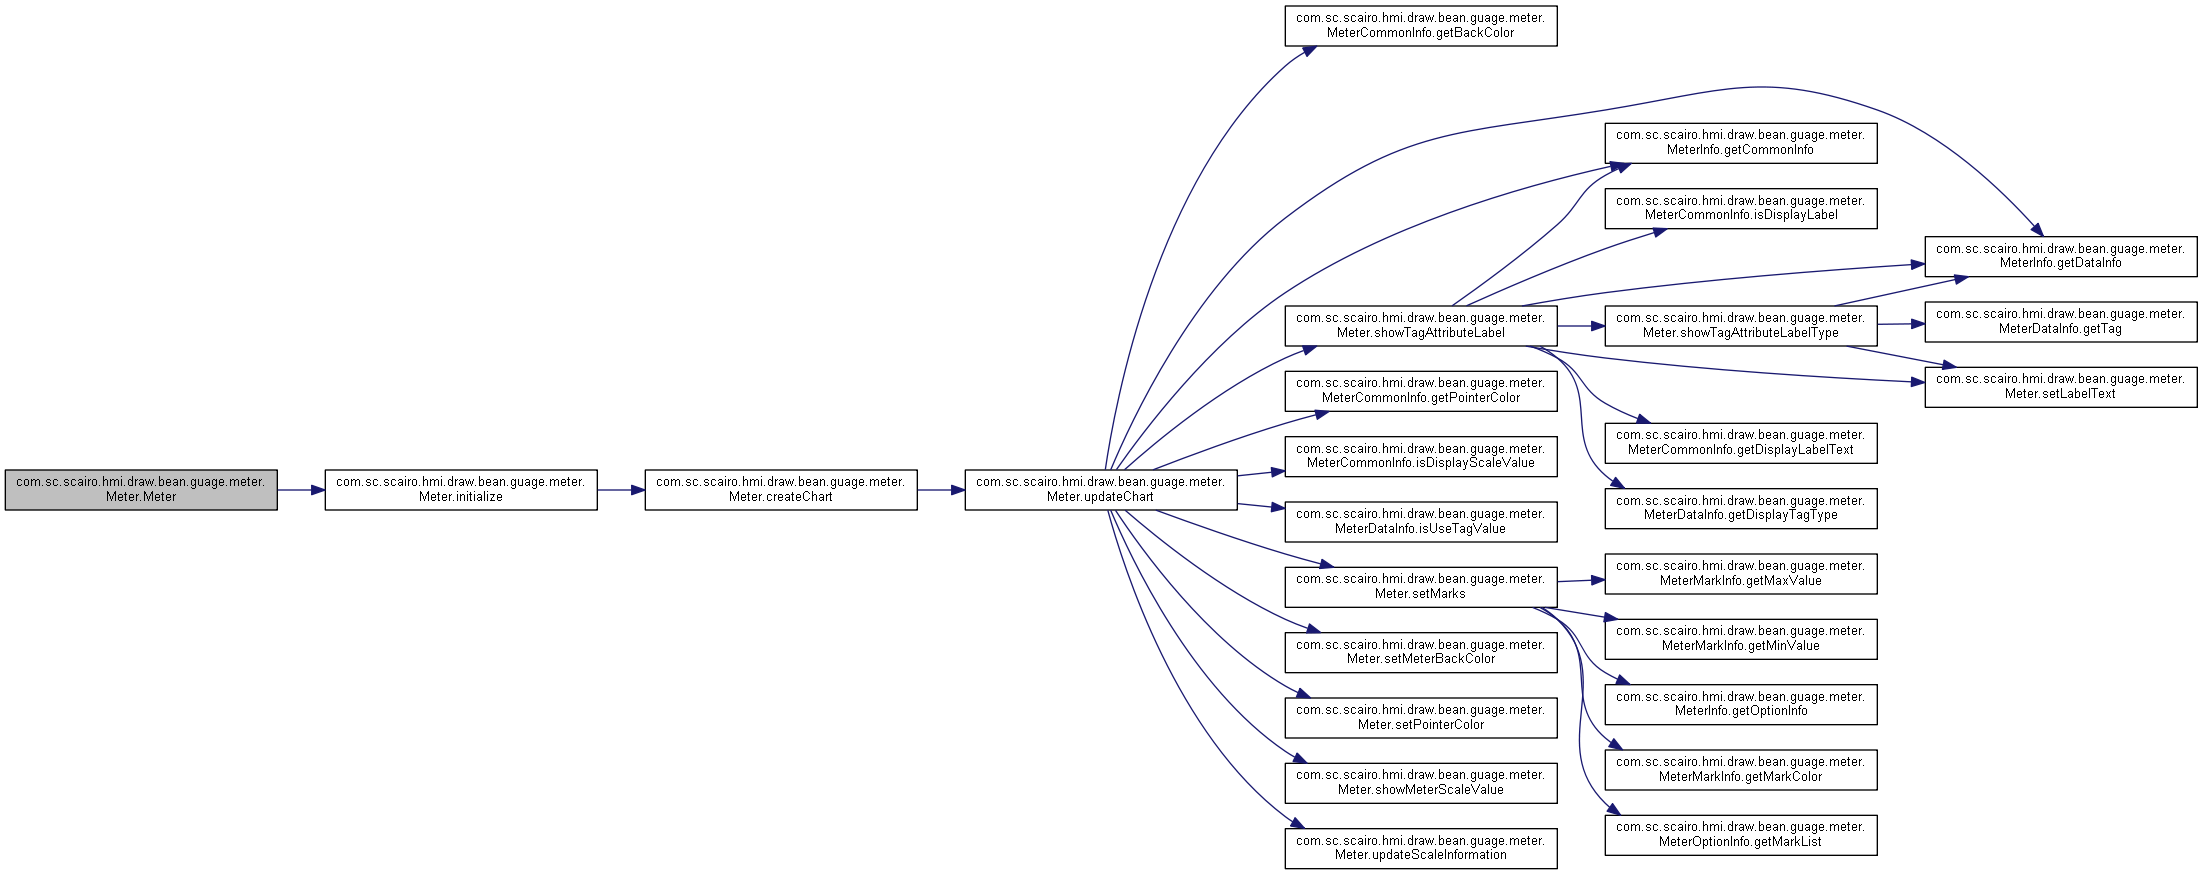 com.sc.scairo.hmi.draw.bean.guage.meter.
Meter.Meter
com.sc.scairo.hmi.draw.bean.guage.meter.
Meter.initialize
com.sc.scairo.hmi.draw.bean.guage.meter.
Meter.createChart
com.sc.scairo.hmi.draw.bean.guage.meter.
Meter.updateChart
com.sc.scairo.hmi.draw.bean.guage.meter.
MeterCommonInfo.getBackColor
com.sc.scairo.hmi.draw.bean.guage.meter.
Meter.showTagAttributeLabel
com.sc.scairo.hmi.draw.bean.guage.meter.
MeterCommonInfo.getPointerColor
com.sc.scairo.hmi.draw.bean.guage.meter.
MeterCommonInfo.isDisplayScaleValue
com.sc.scairo.hmi.draw.bean.guage.meter.
MeterDataInfo.isUseTagValue
com.sc.scairo.hmi.draw.bean.guage.meter.
Meter.setMarks
com.sc.scairo.hmi.draw.bean.guage.meter.
Meter.setMeterBackColor
com.sc.scairo.hmi.draw.bean.guage.meter.
Meter.setPointerColor
com.sc.scairo.hmi.draw.bean.guage.meter.
Meter.showMeterScaleValue
com.sc.scairo.hmi.draw.bean.guage.meter.
Meter.updateScaleInformation
com.sc.scairo.hmi.draw.bean.guage.meter.
MeterInfo.getCommonInfo
com.sc.scairo.hmi.draw.bean.guage.meter.
MeterCommonInfo.isDisplayLabel
com.sc.scairo.hmi.draw.bean.guage.meter.
Meter.showTagAttributeLabelType
com.sc.scairo.hmi.draw.bean.guage.meter.
MeterCommonInfo.getDisplayLabelText
com.sc.scairo.hmi.draw.bean.guage.meter.
MeterDataInfo.getDisplayTagType
com.sc.scairo.hmi.draw.bean.guage.meter.
MeterMarkInfo.getMaxValue
com.sc.scairo.hmi.draw.bean.guage.meter.
MeterMarkInfo.getMinValue
com.sc.scairo.hmi.draw.bean.guage.meter.
MeterInfo.getOptionInfo
com.sc.scairo.hmi.draw.bean.guage.meter.
MeterMarkInfo.getMarkColor
com.sc.scairo.hmi.draw.bean.guage.meter.
MeterOptionInfo.getMarkList
com.sc.scairo.hmi.draw.bean.guage.meter.
MeterInfo.getDataInfo
com.sc.scairo.hmi.draw.bean.guage.meter.
MeterDataInfo.getTag
com.sc.scairo.hmi.draw.bean.guage.meter.
Meter.setLabelText